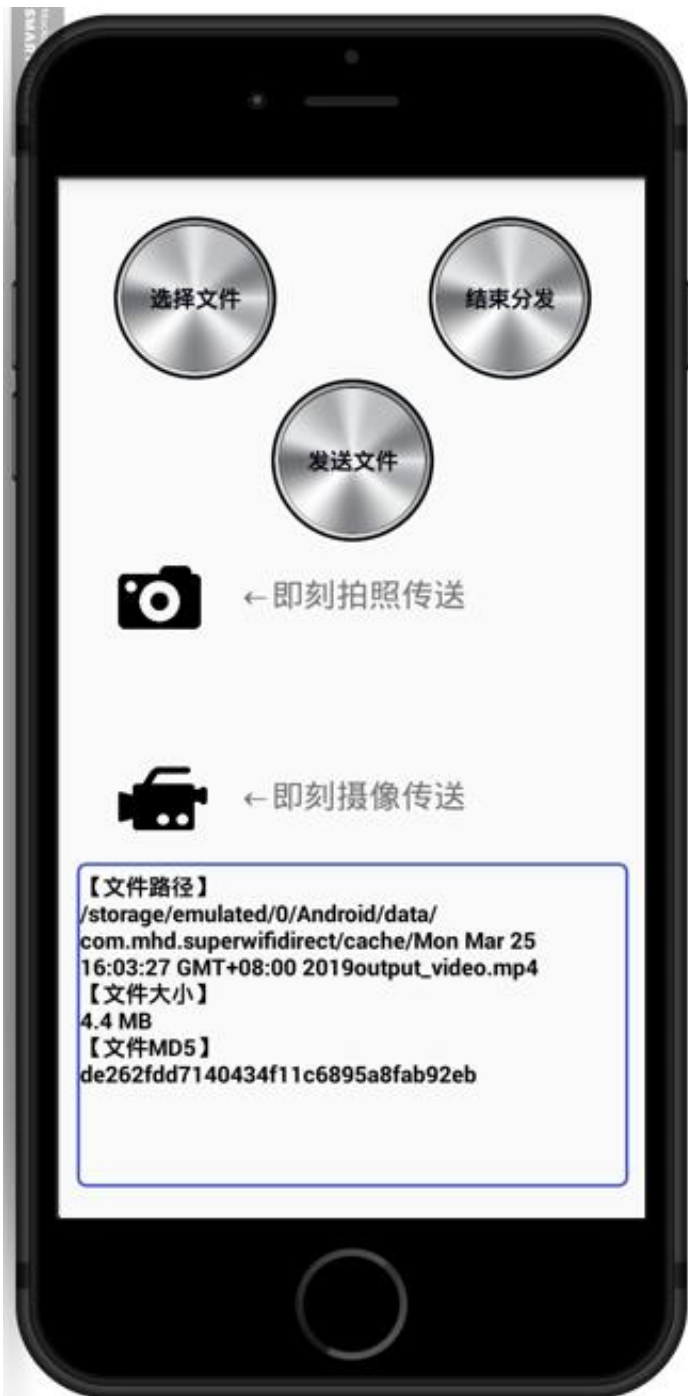 选择文件
结束分发
发送文件
←即刻拍照传送
←即刻摄像传送
【文件路径】
/storage/emulated/0/Android/data/
com.mhd.superwifidirect/cache/Mon Mar 25
16:03:27 GMT+08:00 2019output_video.mp4
【文件大小】
4.4 MB
【文件MD5】
de262fdd7140434f11c6895a8fab92eb